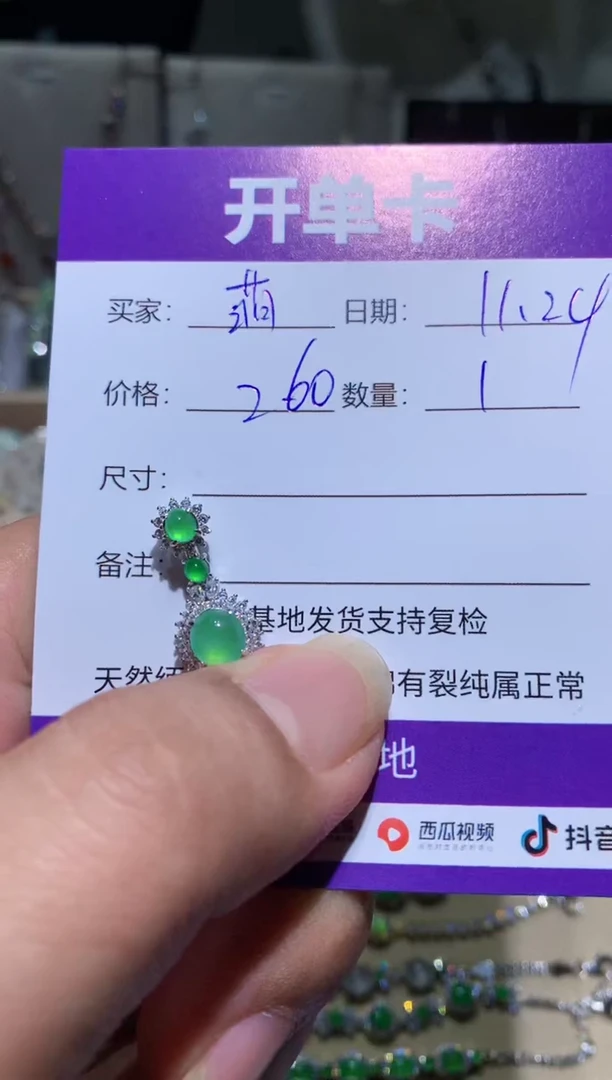 开单卡
买家： 日期：11.24
价格：260 数量：1
尺寸：
备注：
基地发货支持复检
天然 有裂纯属正常
地
西瓜视频 抖音